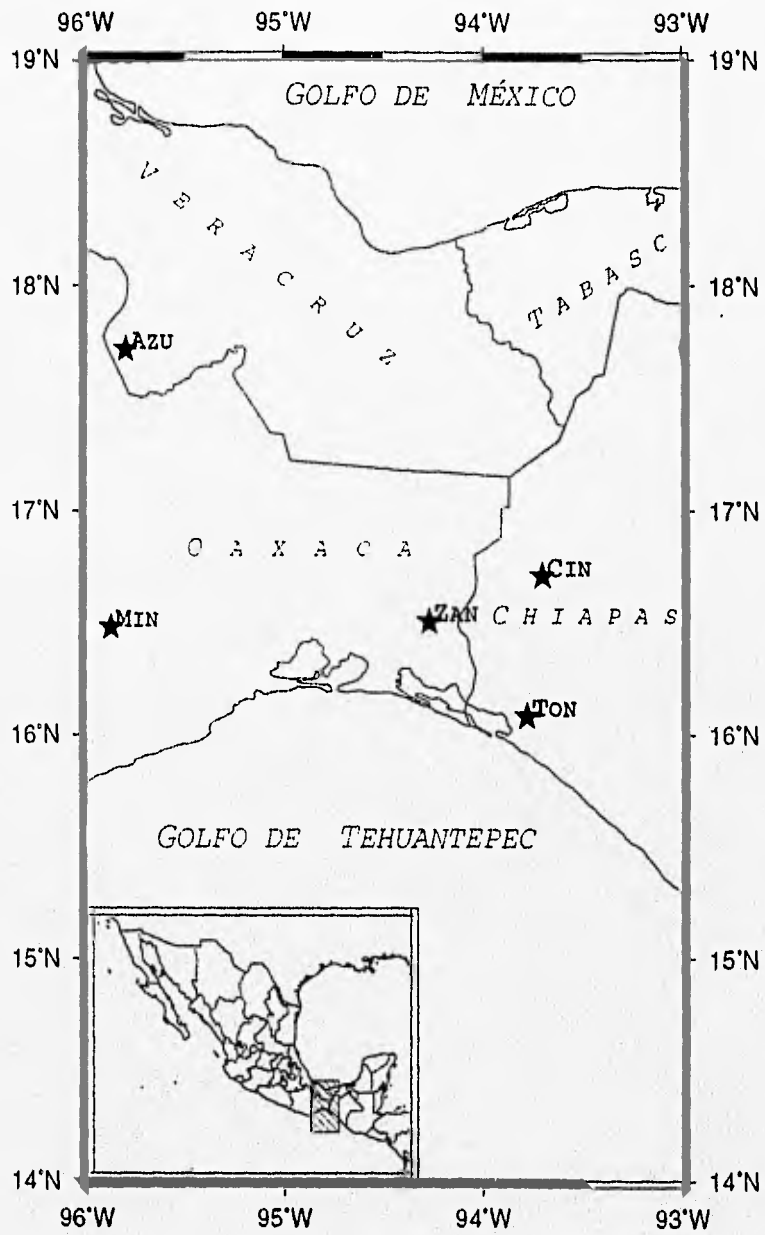 96°W 95°W 94°W 93°W
19°N 19°N
GOLFO DE MÉXICO
VERACRUZ
TABASC
18°N 18°N
AZU
17°N 17°N
OAXACA
CIN
MIN
ZAN
CHIAPAS
TON
16°N 16°N
GOLFO DE TEHUANTEPEC
15°N 15°N
14°N 14°N
96°W 95°W 94°W 93°W